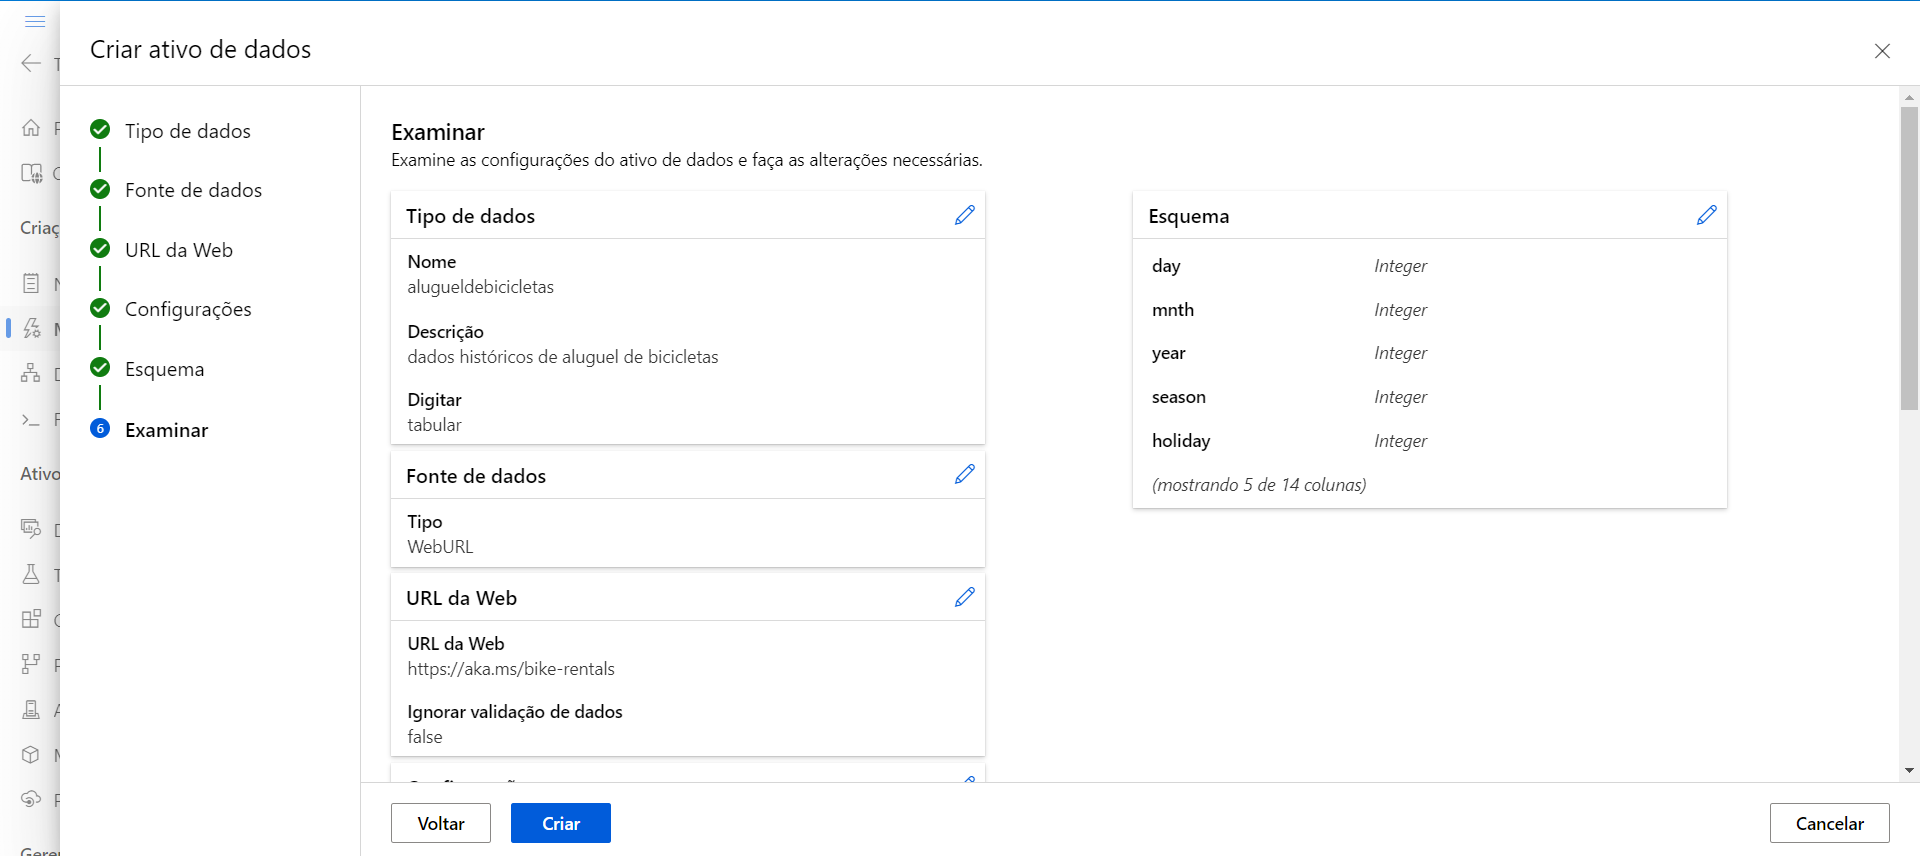 Criar ativo de dados
Criaç
Ativo
Tipo de dados
Fonte de dados
URL da Web
Configurações
Esquema
6 Examinar
Examinar
Examine as configurações do ativo de dados e faça as alterações necessárias.
Tipo de dados
Nome
alugueldebicicletas
Descrição
dados históricos de aluguel de bicicletas
Digitar
tabular
Fonte de dados
Tipo
WebURL
URL da Web
URL da Web
https://aka.ms/bike-rentals
Ignorar validação de dados
false
Esquema
day Integer
mnth Integer
year Integer
season Integer
holiday Integer
(mostrando 5 de 14 colunas)
Voltar
Criar
Cancelar